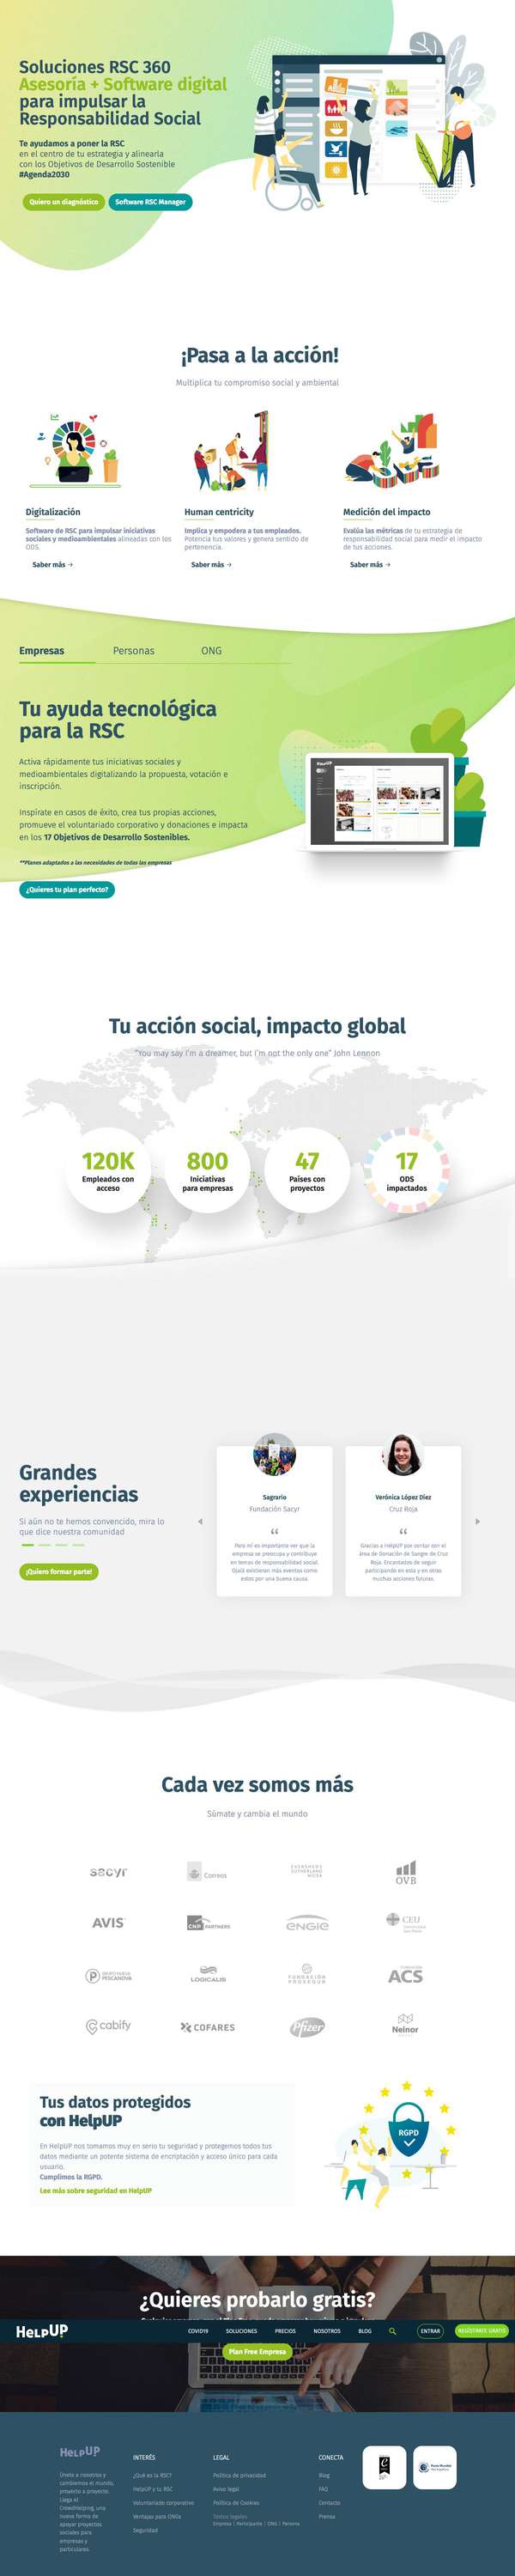 Soluciones RSC 360
Asesoría + Software digital
para impulsar la
Responsabilidad Social
Te ayudamos a poner la RSC
en el centro de tu estrategia y alinearla
con los Objetivos de Desarrollo Sostenible
#Agenda2030
Quiero un diagnóstico
Software RSC Manager
¡Pasa a la acción!
Multiplica tu compromiso social y ambiental
Digitalización
Software de RSC para impulsar iniciativas
sociales y medioambientales alineadas con los
ODS.
Saber más →
Human centricity
Implica y empodera a tus empleados.
Potencia tus valores y genera sentido de
pertenencia.
Saber más →
Medición del impacto
Evalúa las métricas de tu estrategia de
responsabilidad social para medir el impacto
de tus acciones.
Saber más →
Empresas
Personas
ONG
Tu ayuda tecnológica
para la RSC
Activa rápidamente tus iniciativas sociales y
medioambientales digitalizando la propuesta, votación e
inscripción.
Inspírate en casos de éxito, crea tus propias acciones,
promueve el voluntariado corporativo y donaciones e impacta
en los 17 Objetivos de Desarrollo Sostenibles.
**Planes adaptados a las necesidades de todas las empresas
¿Quieres tu plan perfecto?
HelpUP
Tu acción social, impacto global
"You may say I'm a dreamer, but I'm not the only one" John Lennon
120K
Empleados con
acceso
800
Iniciativas
para empresas
47
Países con
proyectos
17
ODS
impactados
Grandes
experiencias
Si aún no te hemos convencido, mira lo
que dice nuestra comunidad
¡Quiero formar parte!
Sagrario
Fundación Sacyr
“
Para mí es importante ver que la
empresa se preocupa y contribuye
en temas de responsabilidad social.
Ojalá existieran más eventos como
estos por una buena causa.
Verónica López Díez
Cruz Roja
“
Gracias a HelpUP por contar con el
área de Donación de Sangre de Cruz
Roja. Encantados de seguir
participando en esta y en otras
muchas acciones futuras.
Cada vez somos más
Súmate y cambia el mundo
sacyr
Correos
EVERSHEDS
SUTHERLAND
NICEA
OVB
AVIS
CNP PARTNERS
ENGIE
CEU
Universidad
San Pablo
GRUPO NUEVA
PESCANOVA
LOGICALIS
FUNDACIÓN
PROSEGUR
FUNDACIÓN
ACS
cabify
COFARES
Pfizer
Neinor
Tus datos protegidos
con HelpUP
En HelpUP nos tomamos muy en serio tu seguridad y protegemos todos tus
datos mediante un potente sistema de encriptación y acceso único para cada
usuario.
Cumplimos la RGPD.
Lee más sobre seguridad en HelpUP
RGPD
¿Quieres probarlo gratis?
HelpUP
COVID19
SOLUCIONES
PRECIOS
NOSOTROS
BLOG
ENTRAR
REGÍSTRATE GRATIS
Plan Free Empresa
HelpUP
Únete a nosotros y
cambiemos el mundo,
proyecto a proyecto.
Llega el
Crowdhelping, una
nueva forma de
apoyar proyectos
sociales para
empresas y
particulares
INTERÉS
¿Qué es la RSC?
HelpUP y tu RSC
Voluntariado corporativo
Ventajas para ONGs
Seguridad
LEGAL
Política de privacidad
Aviso legal
Política de Cookies
Textos legales
Empresa | Participante | ONG | Persona
CONECTA
Blog
FAQ
Contacto
Prensa